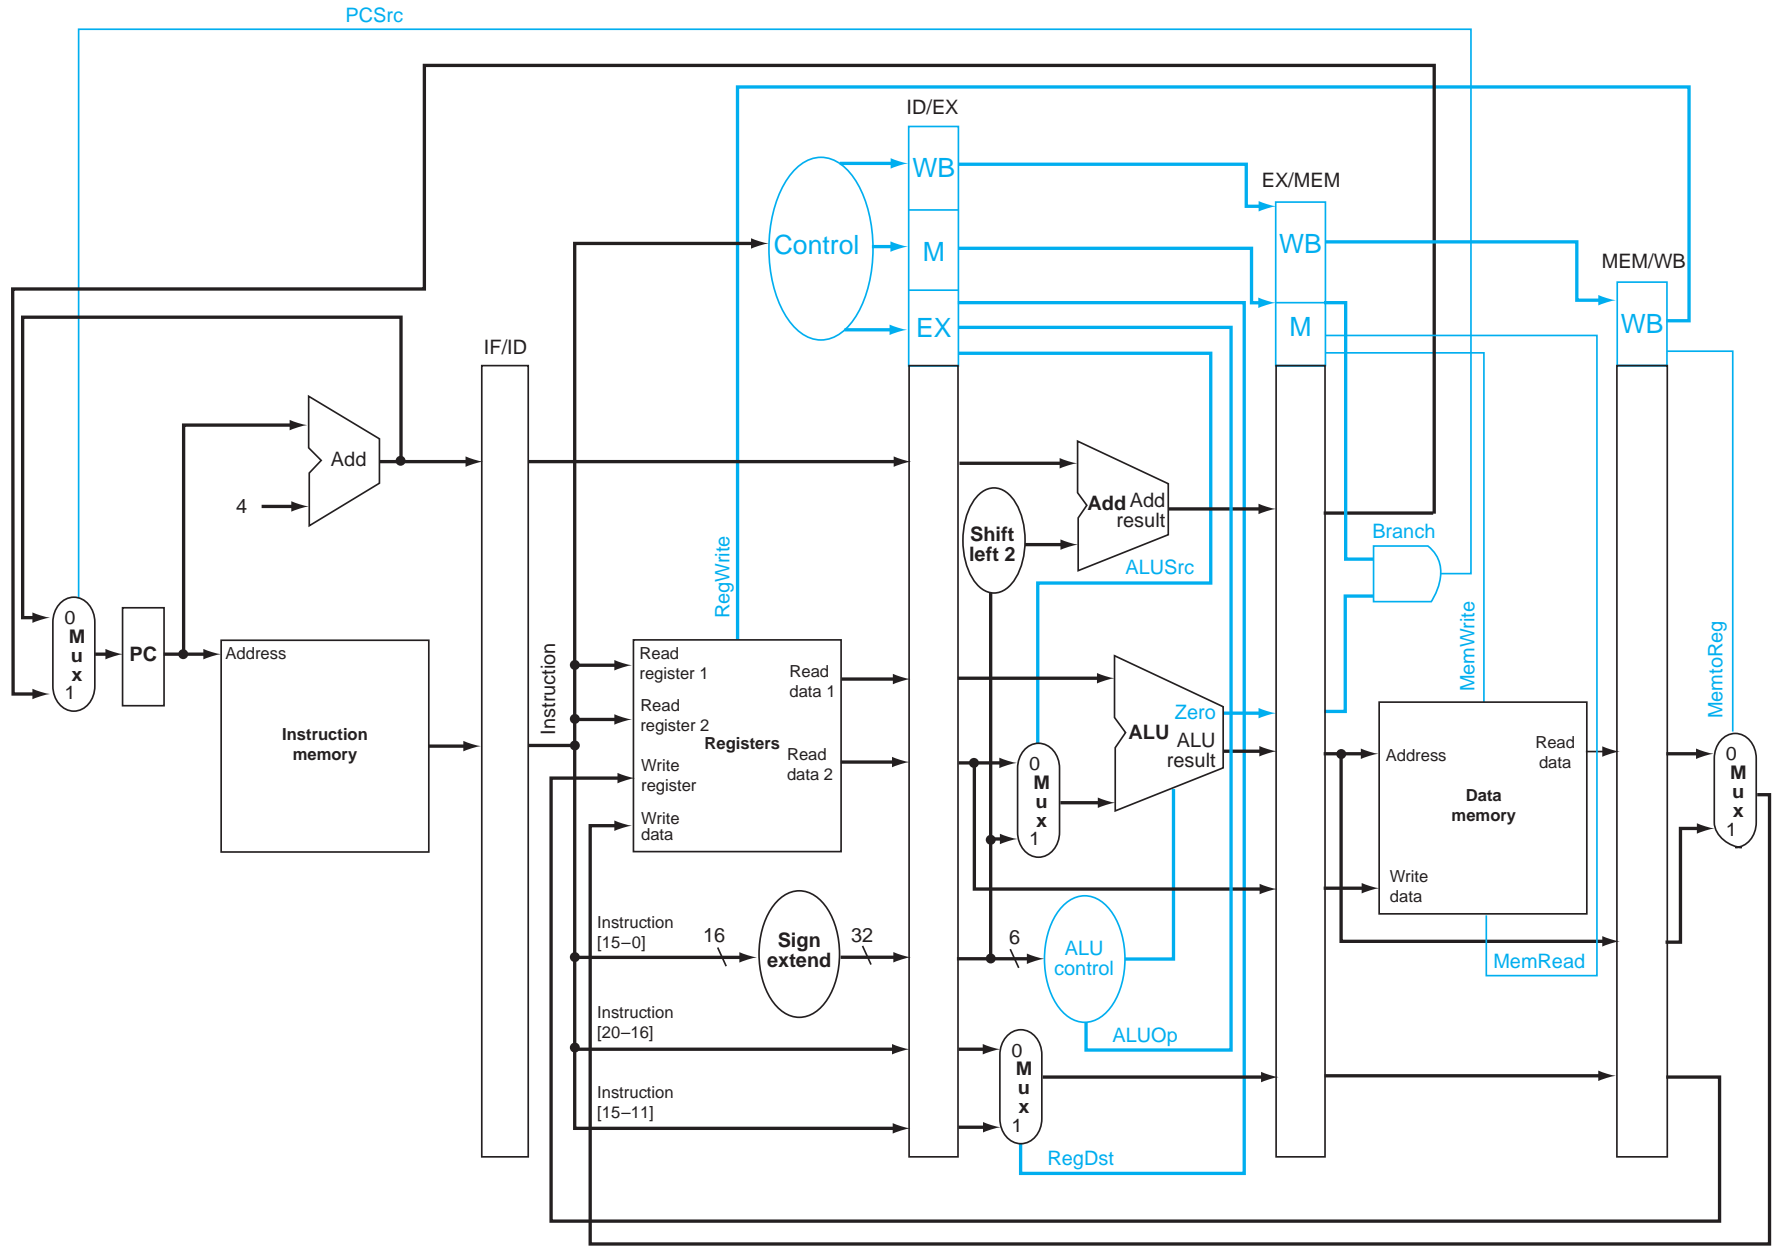 PCSrc
ID/EX
WB
EX/MEM
Control
M
WB
MEM/WB
EX
M
WB
IF/ID
Add
4
Shift
left 2
Add
Add
result
Branch
ALUSrc
RegWrite
MemWrite
MemtoReg
0
M
u
x
1
PC
Address
Instruction
memory
Instruction
Read
register 1
Read
register 2
Write
register
Write
data
Registers
Read
data 1
Read
data 2
0
M
u
x
1
Zero
ALU
ALU
result
Address
Read
data
Data
memory
Write
data
0
M
u
x
1
Instruction
[15–0]
16
Sign
extend
32
6
ALU
control
MemRead
Instruction
[20–16]
ALUOp
0
M
u
x
1
Instruction
[15–11]
RegDst